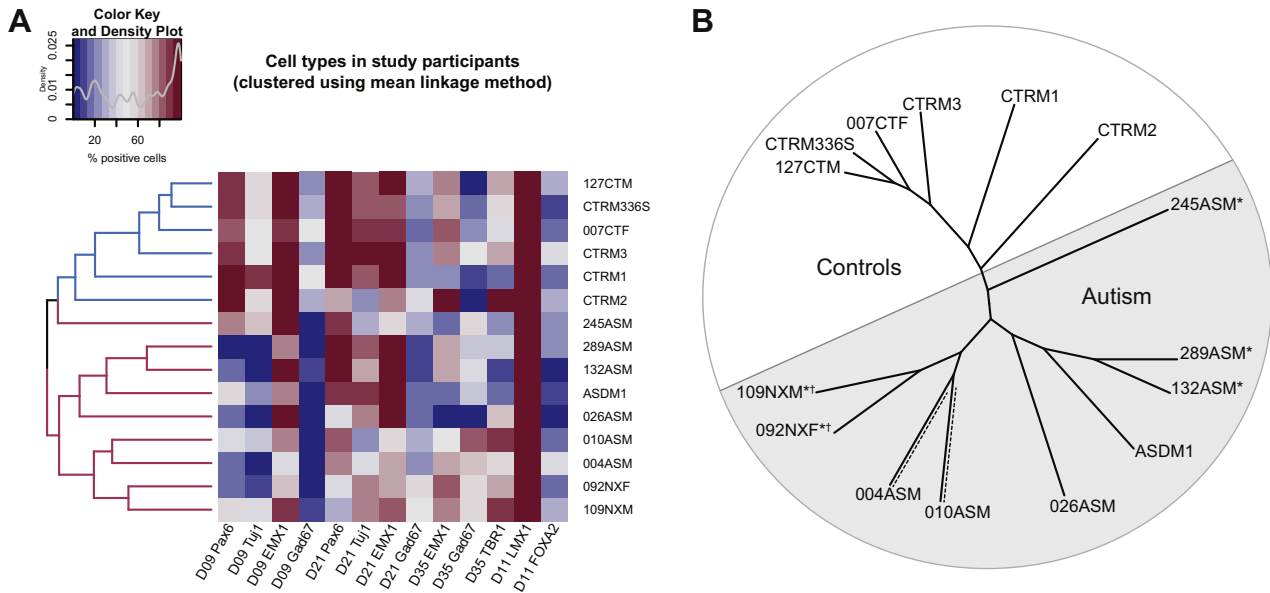 A
Color Key
and Density Plot
0.025
0.01
0
Density
20
60
% positive cells
Cell types in study participants
(clustered using mean linkage method)
127CTM
CTRM336S
007CTF
CTRM3
CTRM1
CTRM2
245ASM
289ASM
132ASM
ASDM1
026ASM
010ASM
004ASM
092NXF
109NXM
D09 Pax6
D09 Tuj1
D09 EMX1
D09 Gad67
D21 Pax6
D21 Tuj1
D21 EMX1
D21 Gad67
D35 EMX1
D35 Gad67
D35 TBR1
D11 LMX1
D11 FOXA2
B
CTRM3
CTRM1
007CTF
CTRM2
CTRM336S
127CTM
245ASM*
Controls
Autism
289ASM*
109NXM*†
132ASM*
092NXF*†
ASDM1
004ASM
010ASM
026ASM